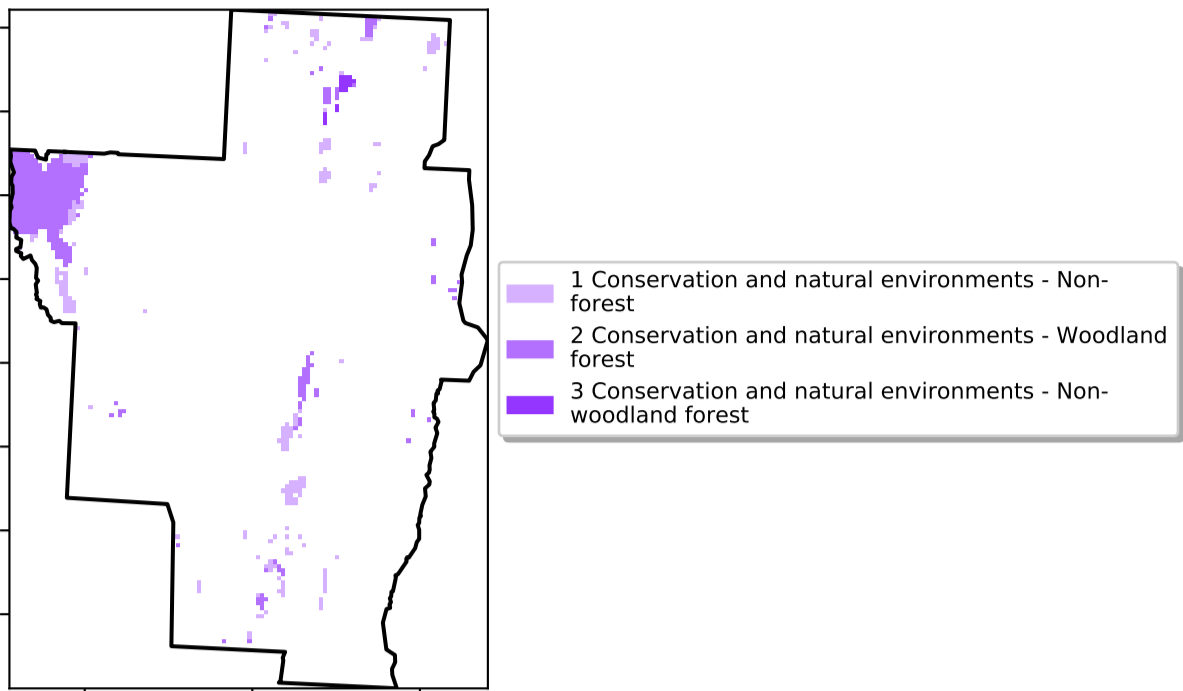 1 Conservation and natural environments - Non-
forest
2 Conservation and natural environments - Woodland
forest
3 Conservation and natural environments - Non-
woodland forest